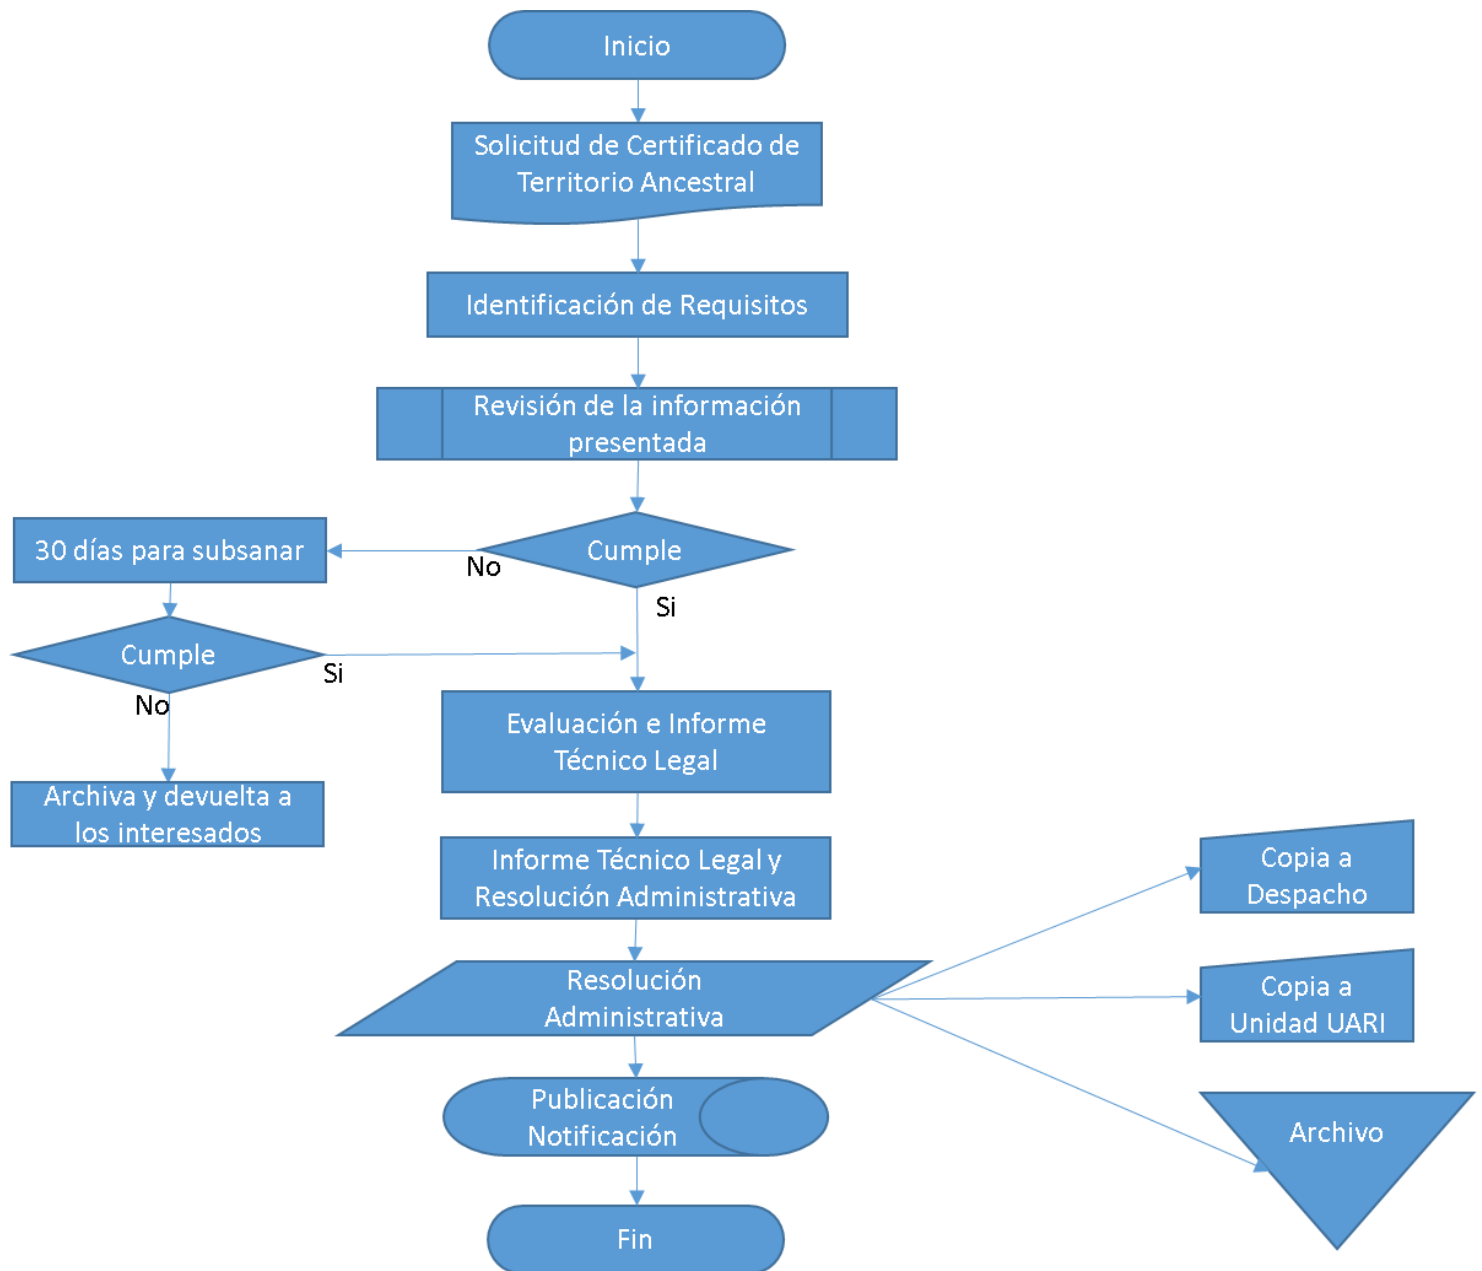 Inicio
Solicitud de Certificado de
Territorio Ancestral
Identificación de Requisitos
Revisión de la información
presentada
30 días para subsanar
No
Cumple
Si
Cumple
Si
No
Evaluación e Informe
Técnico Legal
Archiva y devuelta a
los interesados
Informe Técnico Legal y
Resolución Administrativa
Copia a
Despacho
Resolución
Administrativa
Copia a
Unidad UARI
Publicación
Notificación
Archivo
Fin